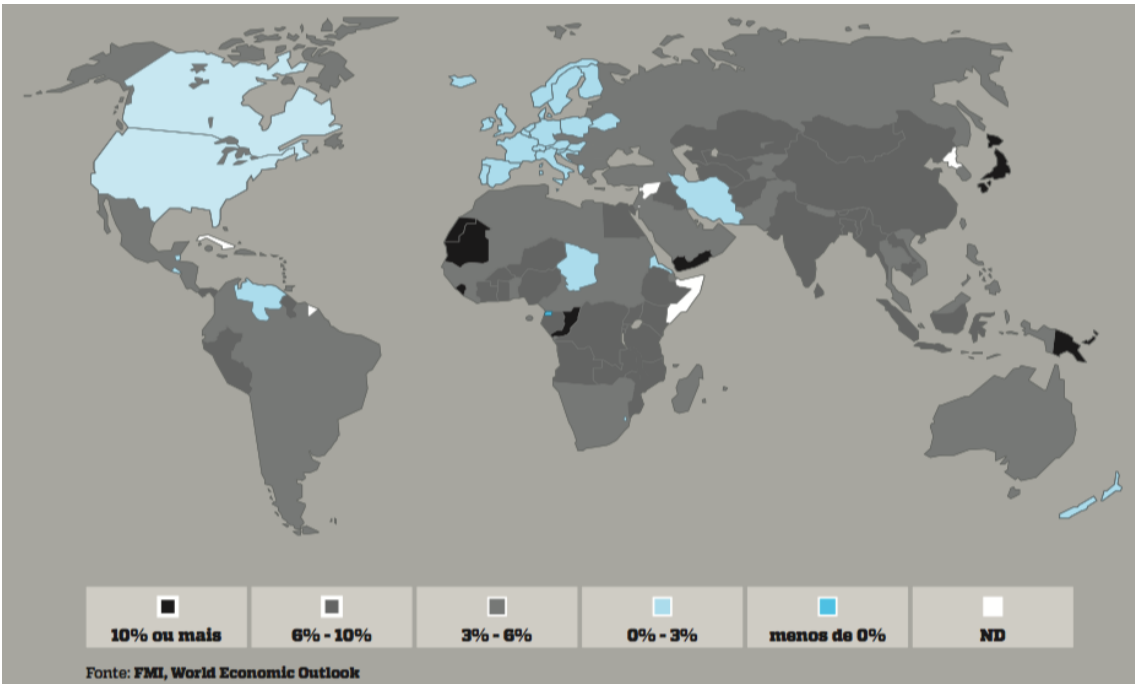 10% ou mais
6% - 10%
3% - 6%
0% - 3%
menos de 0%
ND
Fonte: FMI, World Economic Outlook